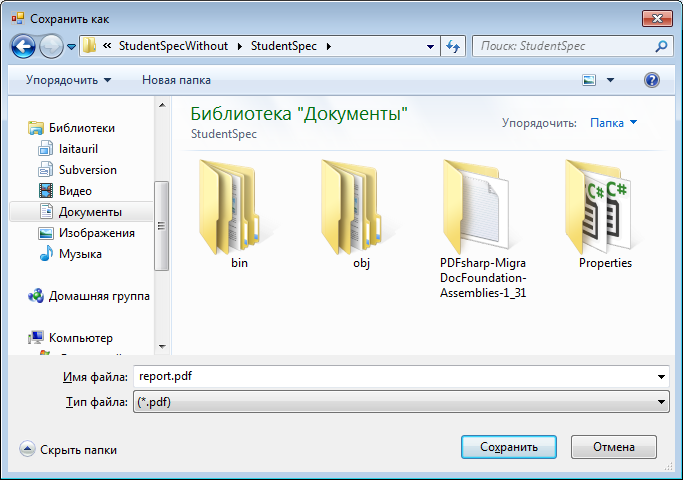 Сохранить как
« StudentSpecWithout StudentSpec
Поиск: StudentSpec
Упорядочить Новая папка
Библиотеки
laitauril
Subversion
Видео
Документы
Изображения
Музыка
Домашняя группа
Компьютер
Библиотека "Документы"
StudentSpec
Упорядочить: Папка
bin
obj
PDFsharp-Migra
DocFoundation-
Assemblies-1_31
C# C#
Properties
Имя файла: report.pdf
Тип файла: (*.pdf)
Скрыть папки
Сохранить
Отмена